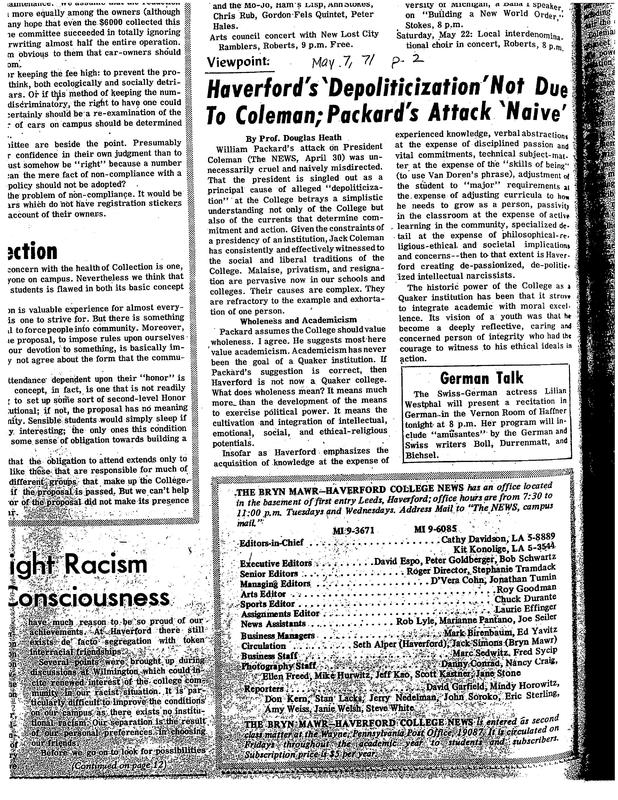 more equally among the owners (although
any hope that even the $6000 collected this
he committee succeeded in totally ignoring
rwriting almost half the entire operation.
m obvious to them that car-owners should
om.
r keeping the fee high: to prevent the pro-
think, both ecologically and socially detri-
ars. Or if this method of keeping the num-
discriminatory, the right to have one could
certainly should be a re-examination of the
r of cars on campus should be determined
mittee are beside the point. Presumably
r confidence in their own judgment than to
ust somehow be "right" because a number
an the mere fact of non-compliance with a
policy should not be adopted?
the problem of non-compliance. It would be
ars which do not have registration stickers
account of their owners.
ection
concern with the health of Collection is one,
yone on campus. Nevertheless we think that
students is flawed in both its basic concept
n is valuable experience for almost every-
is one to strive for. But there is something
l to force people into community. Moreover,
e proposal, to impose rules upon ourselves
our devotion to something, is basically im-
y not agree about the form that the commu-
ttendance dependent upon their "honor" is
concept, in fact, is one that is not readily
to set up some sort of second-level Honor
utional; if not, the proposal has no meaning
nity. Sensible students would simply sleep if
y interesting; the only ones this condition
some sense of obligation towards building a
that the obligation to attend extends only to
like these that are responsible for much of
different groups that make up the College.
if the proposal is passed. But we can't help
or of the proposal did not make its presence
ight Racism
Consciousness
have much reason to be so proud of our
achievements. At Haverford there still
exists de facto segregation with token
interracial friendships.
Several points were brought up during
discussions at Wilmington which could in-
crease renewed interest of the college com-
munity in our racist situation. It is par-
ticularly difficult to improve the conditions
on our campus as there exists no institu-
tional racism. Our separation is the result
of our personal preferences in choosing
our friends.
Before we go on to look for possibilities
(Continued on page 12)
and the Mo-Jo, Ham's Lisp, Ann Stokes,
Chris Rub, Gordon Fels Quintet, Peter
Hales.
Arts council concert with New Lost City
Ramblers, Roberts, 9 p.m. Free.
versity of Michigan, a Baha'i speaker,
on "Building a New World Order,"
Stokes, 8 p.m.
Saturday, May 22: Local interdenomina-
tional choir in concert, Roberts, 8 p.m.
Viewpoint: May. 7, 71 p. 2
Haverford's 'Depoliticization' Not Due
To Coleman; Packard's Attack 'Naive'
By Prof. Douglas Heath
William Packard's attack on President
Coleman (The NEWS, April 30) was un-
necessarily cruel and naively misdirected.
That the president is singled out as a
principal cause of alleged "depoliticiza-
tion" at the College betrays a simplistic
understanding not only of the College but
also of the currents that determine com-
mitment and action. Given the constraints of
a presidency of an institution, Jack Coleman
has consistently and effectively witnessed to
the social and liberal traditions of the
College. Malaise, privatism, and resigna-
tion are pervasive now in our schools and
colleges. Their causes are complex. They
are refractory to the example and exhorta-
tion of one person.
Wholeness and Academicism
Packard assumes the College should value
wholeness. I agree. He suggests most here
value academicism. Academicism has never
been the goal of a Quaker institution. If
Packard's suggestion is correct, then
Haverford is not now a Quaker college.
What does wholeness mean? It means much
more than the development of the means
to exercise political power. It means the
cultivation and integration of intellectual,
emotional, social, and ethical-religious
potentials.
Insofar as Haverford emphasizes the
acquisition of knowledge at the expense of
experienced knowledge, verbal abstractions
at the expense of disciplined passion and
vital commitments, technical subject-mat-
ter at the expense of the "skills of being"
(to use Van Doren's phrase), adjustment of
the student to "major" requirements at
the expense of adjusting curricula to how
he needs to grow as a person, passivity
in the classroom at the expense of active
learning in the community, specialized de-
tail at the expense of philosophical-re-
ligious-ethical and societal implications
and concerns--then to that extent is Haver-
ford creating de-passionized, de-politic-
ized intellectual narcissists.
The historic power of the College as a
Quaker institution has been that it strove
to integrate academic with moral excel-
lence. Its vision of a youth was that he
become a deeply reflective, caring and
concerned person of integrity who had the
courage to witness to his ethical ideals in
action.
German Talk
The Swiss-German actress Lilian
Westphal will present a recitation in
German in the Vernon Room of Haffner
tonight at 8 p.m. Her program will in-
clude "amüsantes" by the German and
Swiss writers Boll, Durrenmatt, and
Bichsel.
THE BRYN MAWR-HAVERFORD COLLEGE NEWS has an office located
in the basement of first entry Leeds, Haverford; office hours are from 7:30 to
11:00 p.m. Tuesdays and Wednesdays. Address Mail to "The NEWS, campus
mail."
MI 9-3671 MI 9-6085
Editors-in-Chief Cathy Davidson, LA 5-8889
Kit Konolige, LA 5-3544
Executive Editors David Espo, Peter Goldberger, Bob Schwartz
Senior Editors Roger Director, Stephanie Tramdack
Managing Editors D'Vera Cohn, Jonathan Tumin
Arts Editor Roy Goodman
Sports Editor Chuck Durante
Assignments Editor Laurie Effinger
News Assistants Rob Lyle, Marianne Pantano, Joe Seiler
Business Managers Mark Birenbaum, Ed Yavitz
Circulation Seth Alper (Haverford), Jack Simons (Bryn Mawr)
Business Staff Marc Sedwitz, Fred Sycip
Photography Staff Danny Conrad, Nancy Craig,
Ellen Freed, Mike Hurwitz, Jeff Kao, Scott Kastner, Jane Stone
Reporters David Garfield, Mindy Horowitz,
Don Kern, Stan Lacks, Jerry Nedelman, John Soroko, Eric Sterling,
Amy Weiss, Janie Welsh, Steve White
THE BRYN MAWR-HAVERFORD COLLEGE NEWS is entered as second
class matter at the Wayne, Pennsylvania Post Office, 19087. It is circulated on
Fridays throughout the academic year to students and subscribers.
Subscription price is $5 per year.